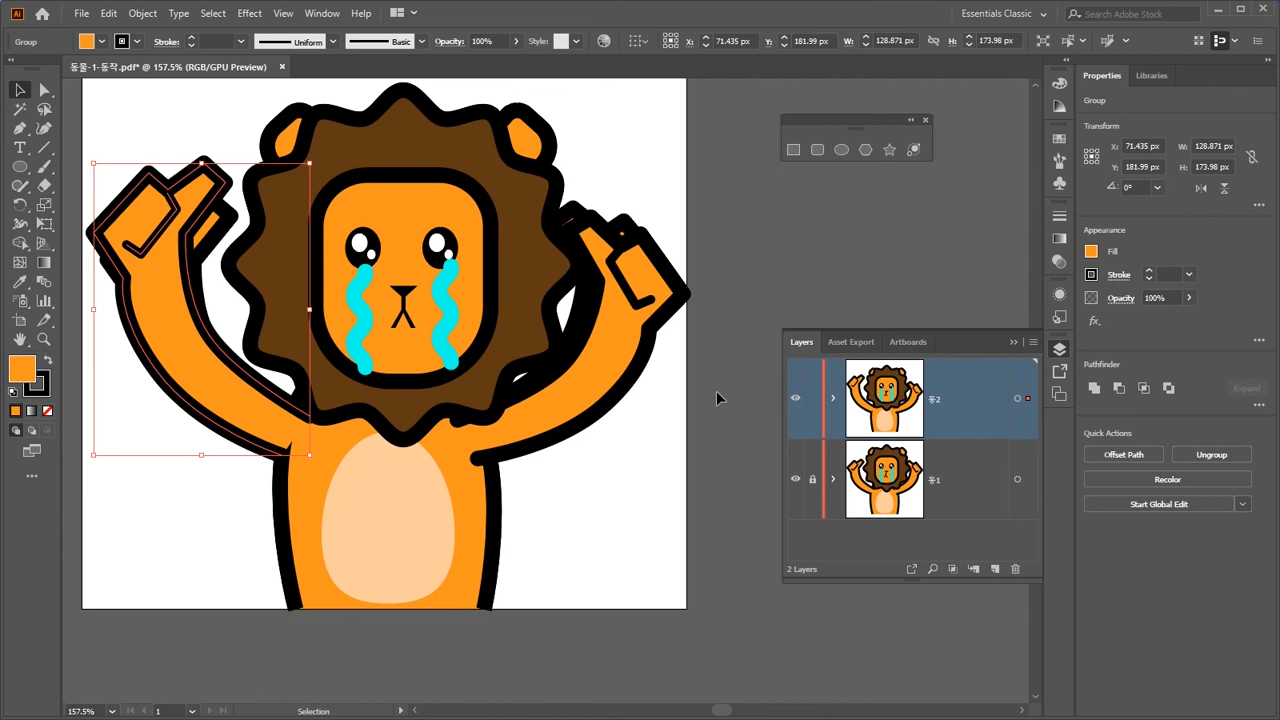 Ai File Edit Object Type Select Effect View Window Help Essentials Classic Search Adobe Stock
Group Stroke: Uniform Basic Opacity: 100% Style: X: 71.435 px Y: 181.99 px W: 128.871 px H: 173.98 px
동물-1-동작.pdf* @ 157.5% (RGB/GPU Preview)
Properties Libraries
Group
Transform
X: 71.435 px W: 128.871 px
Y: 181.99 px H: 173.98 px
0°
Appearance
Fill
Stroke
Opacity 100%
fx.
Pathfinder
Expand
Quick Actions
Offset Path Ungroup
Recolor
Start Global Edit
Layers Asset Export Artboards
동2
동1
2 Layers
157.5% 1 Selection